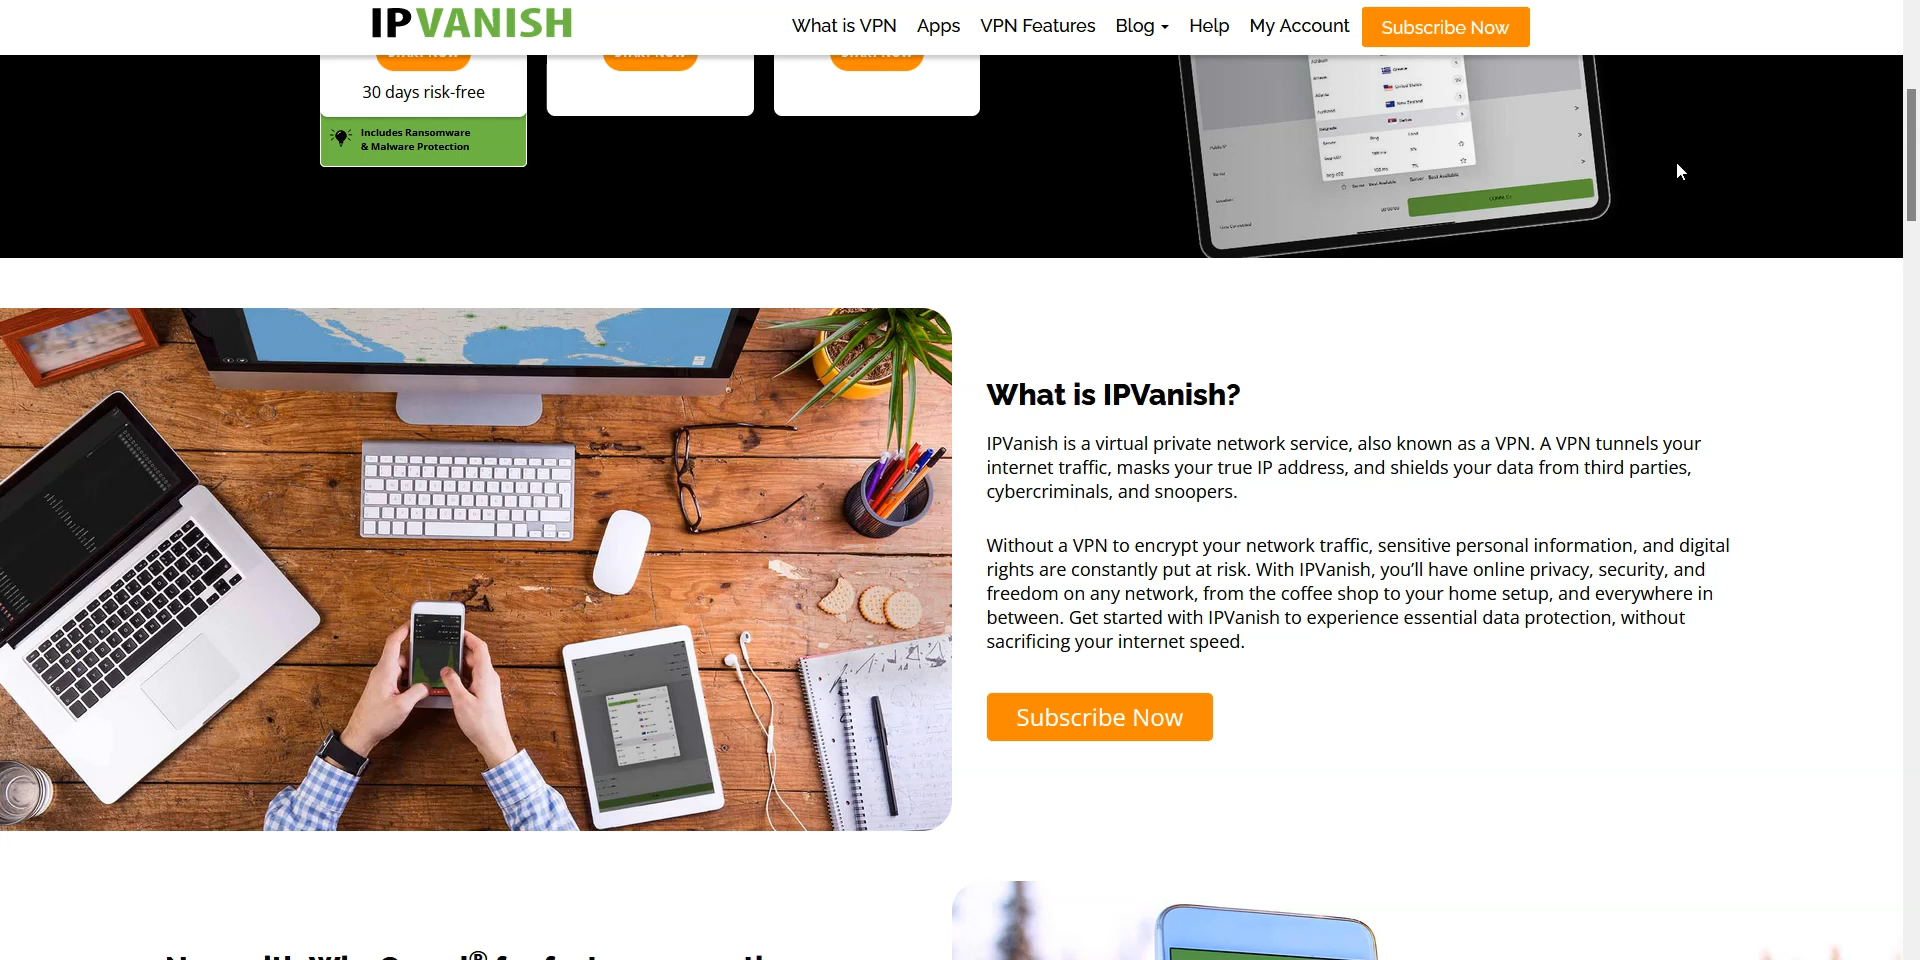 IPVANISH
What is VPN Apps VPN Features Blog Help My Account Subscribe Now
30 days risk-free
Includes Ransomware
& Malware Protection
What is IPVanish?
IPVanish is a virtual private network service, also known as a VPN. A VPN tunnels your
internet traffic, masks your true IP address, and shields your data from third parties,
cybercriminals, and snoopers.
Without a VPN to encrypt your network traffic, sensitive personal information, and digital
rights are constantly put at risk. With IPVanish, you’ll have online privacy, security, and
freedom on any network, from the coffee shop to your home setup, and everywhere in
between. Get started with IPVanish to experience essential data protection, without
sacrificing your internet speed.
Subscribe Now